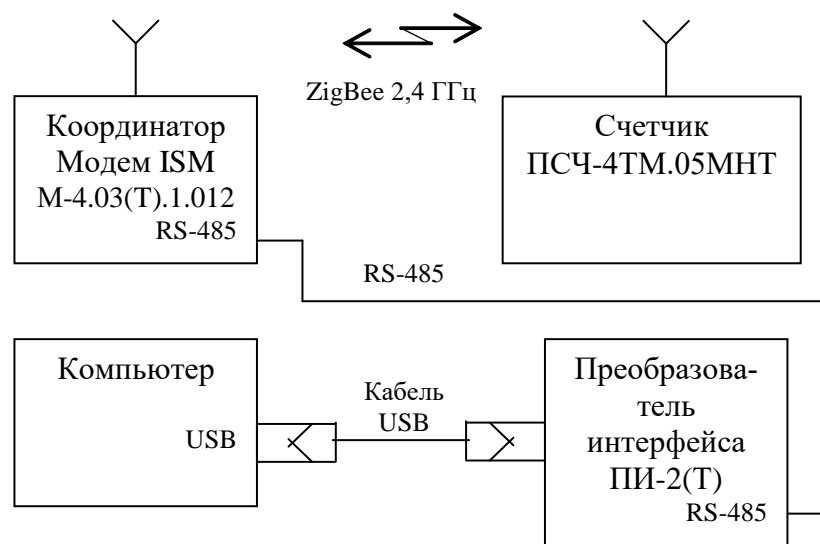 ZigBee 2,4 ГГц
Координатор
Модем ISM
М-4.03(Т).1.012
RS-485
Счетчик
ПСЧ-4ТМ.05МНТ
RS-485
Компьютер
USB
Кабель
USB
Преобразова-
тель
интерфейса
ПИ-2(Т)
RS-485